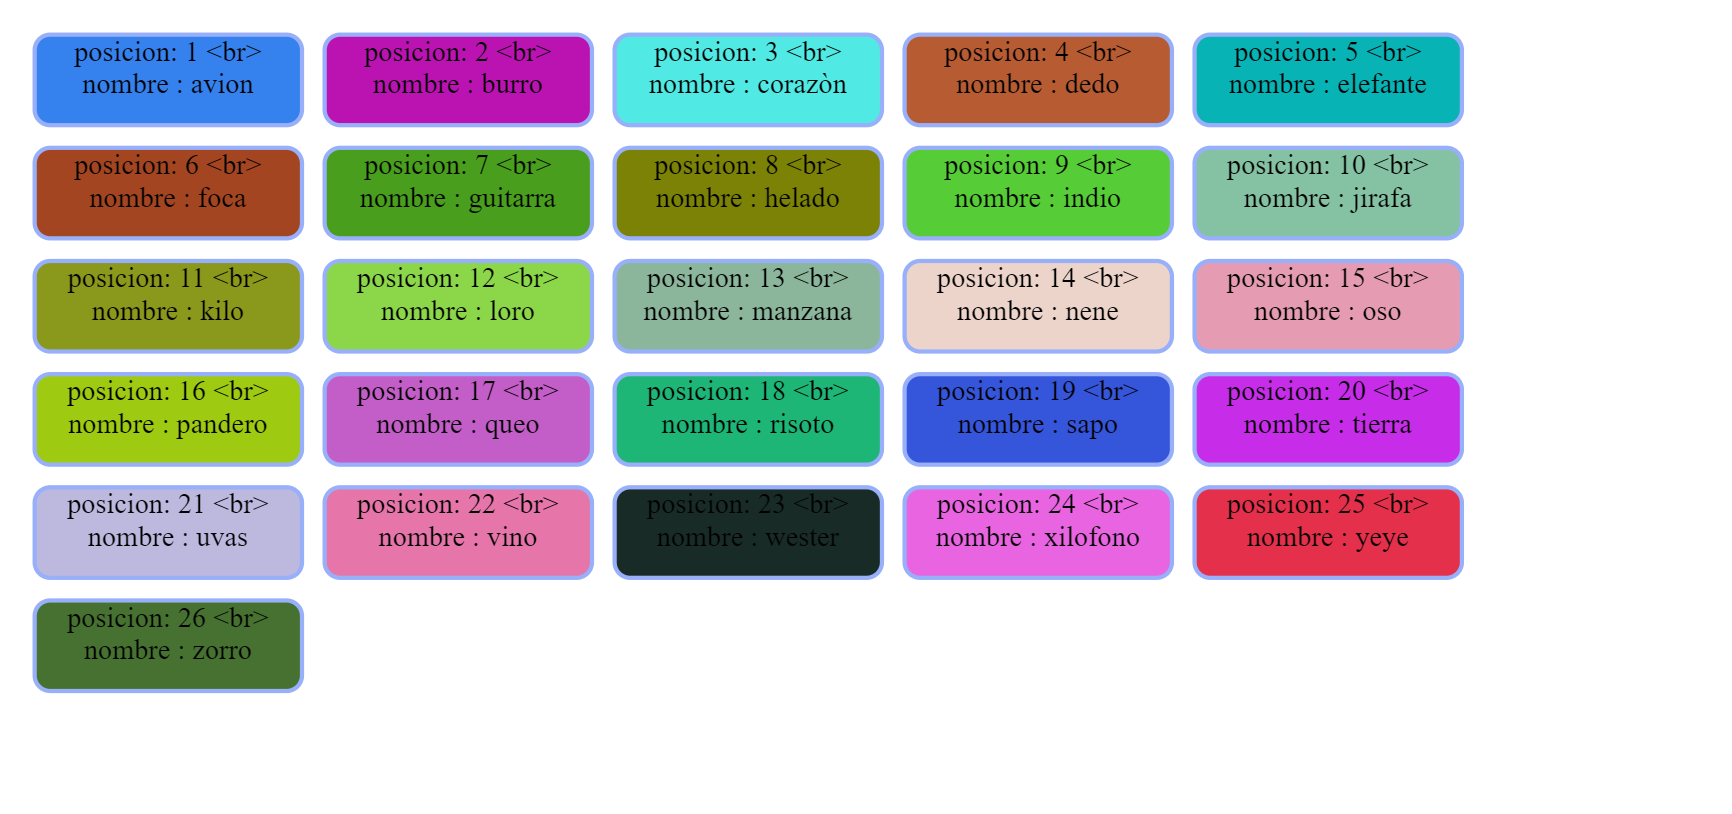 posicion: 1 <br>
nombre : avion
posicion: 2 <br>
nombre : burro
posicion: 3 <br>
nombre : corazòn
posicion: 4 <br>
nombre : dedo
posicion: 5 <br>
nombre : elefante
posicion: 6 <br>
nombre : foca
posicion: 7 <br>
nombre : guitarra
posicion: 8 <br>
nombre : helado
posicion: 9 <br>
nombre : indio
posicion: 10 <br>
nombre : jirafa
posicion: 11 <br>
nombre : kilo
posicion: 12 <br>
nombre : loro
posicion: 13 <br>
nombre : manzana
posicion: 14 <br>
nombre : nene
posicion: 15 <br>
nombre : oso
posicion: 16 <br>
nombre : pandero
posicion: 17 <br>
nombre : queo
posicion: 18 <br>
nombre : risoto
posicion: 19 <br>
nombre : sapo
posicion: 20 <br>
nombre : tierra
posicion: 21 <br>
nombre : uvas
posicion: 22 <br>
nombre : vino
posicion: 23 <br>
nombre : wester
posicion: 24 <br>
nombre : xilofono
posicion: 25 <br>
nombre : yeye
posicion: 26 <br>
nombre : zorro